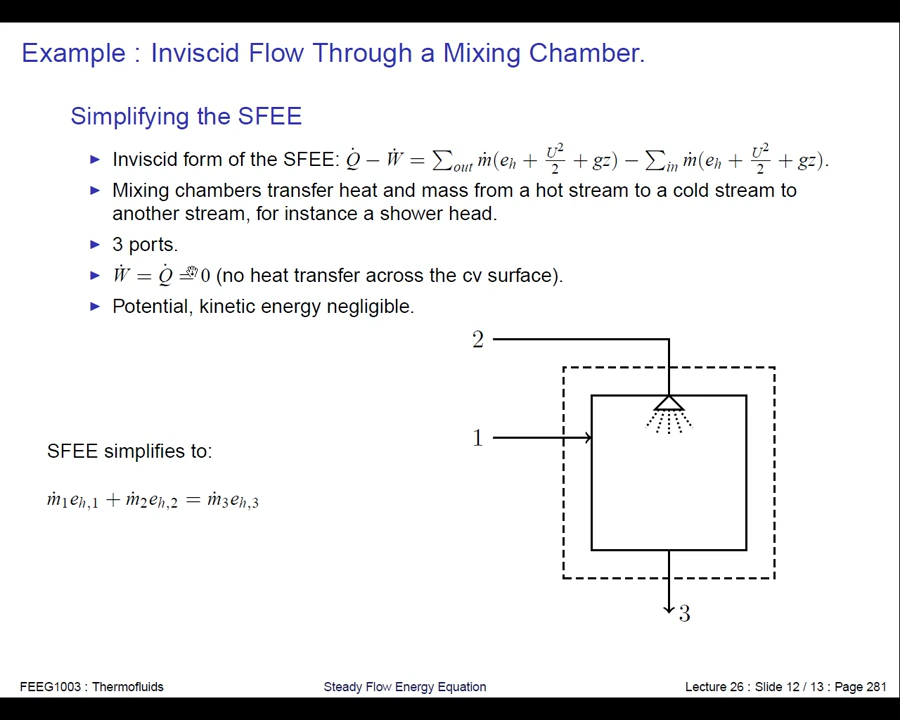 Example : Inviscid Flow Through a Mixing Chamber.
Simplifying the SFEE
► Inviscid form of the SFEE: Q̇ − Ẇ = ∑out ṁ(eh + U²/2 + gz) − ∑in ṁ(eh + U²/2 + gz).
► Mixing chambers transfer heat and mass from a hot stream to a cold stream to
another stream, for instance a shower head.
► 3 ports.
► Ẇ = Q̇ = 0 (no heat transfer across the cv surface).
► Potential, kinetic energy negligible.
2
1
SFEE simplifies to:
ṁ1eh,1 + ṁ2eh,2 = ṁ3eh,3
3
FEEG1003 : Thermofluids Steady Flow Energy Equation Lecture 26 : Slide 12 / 13 : Page 281